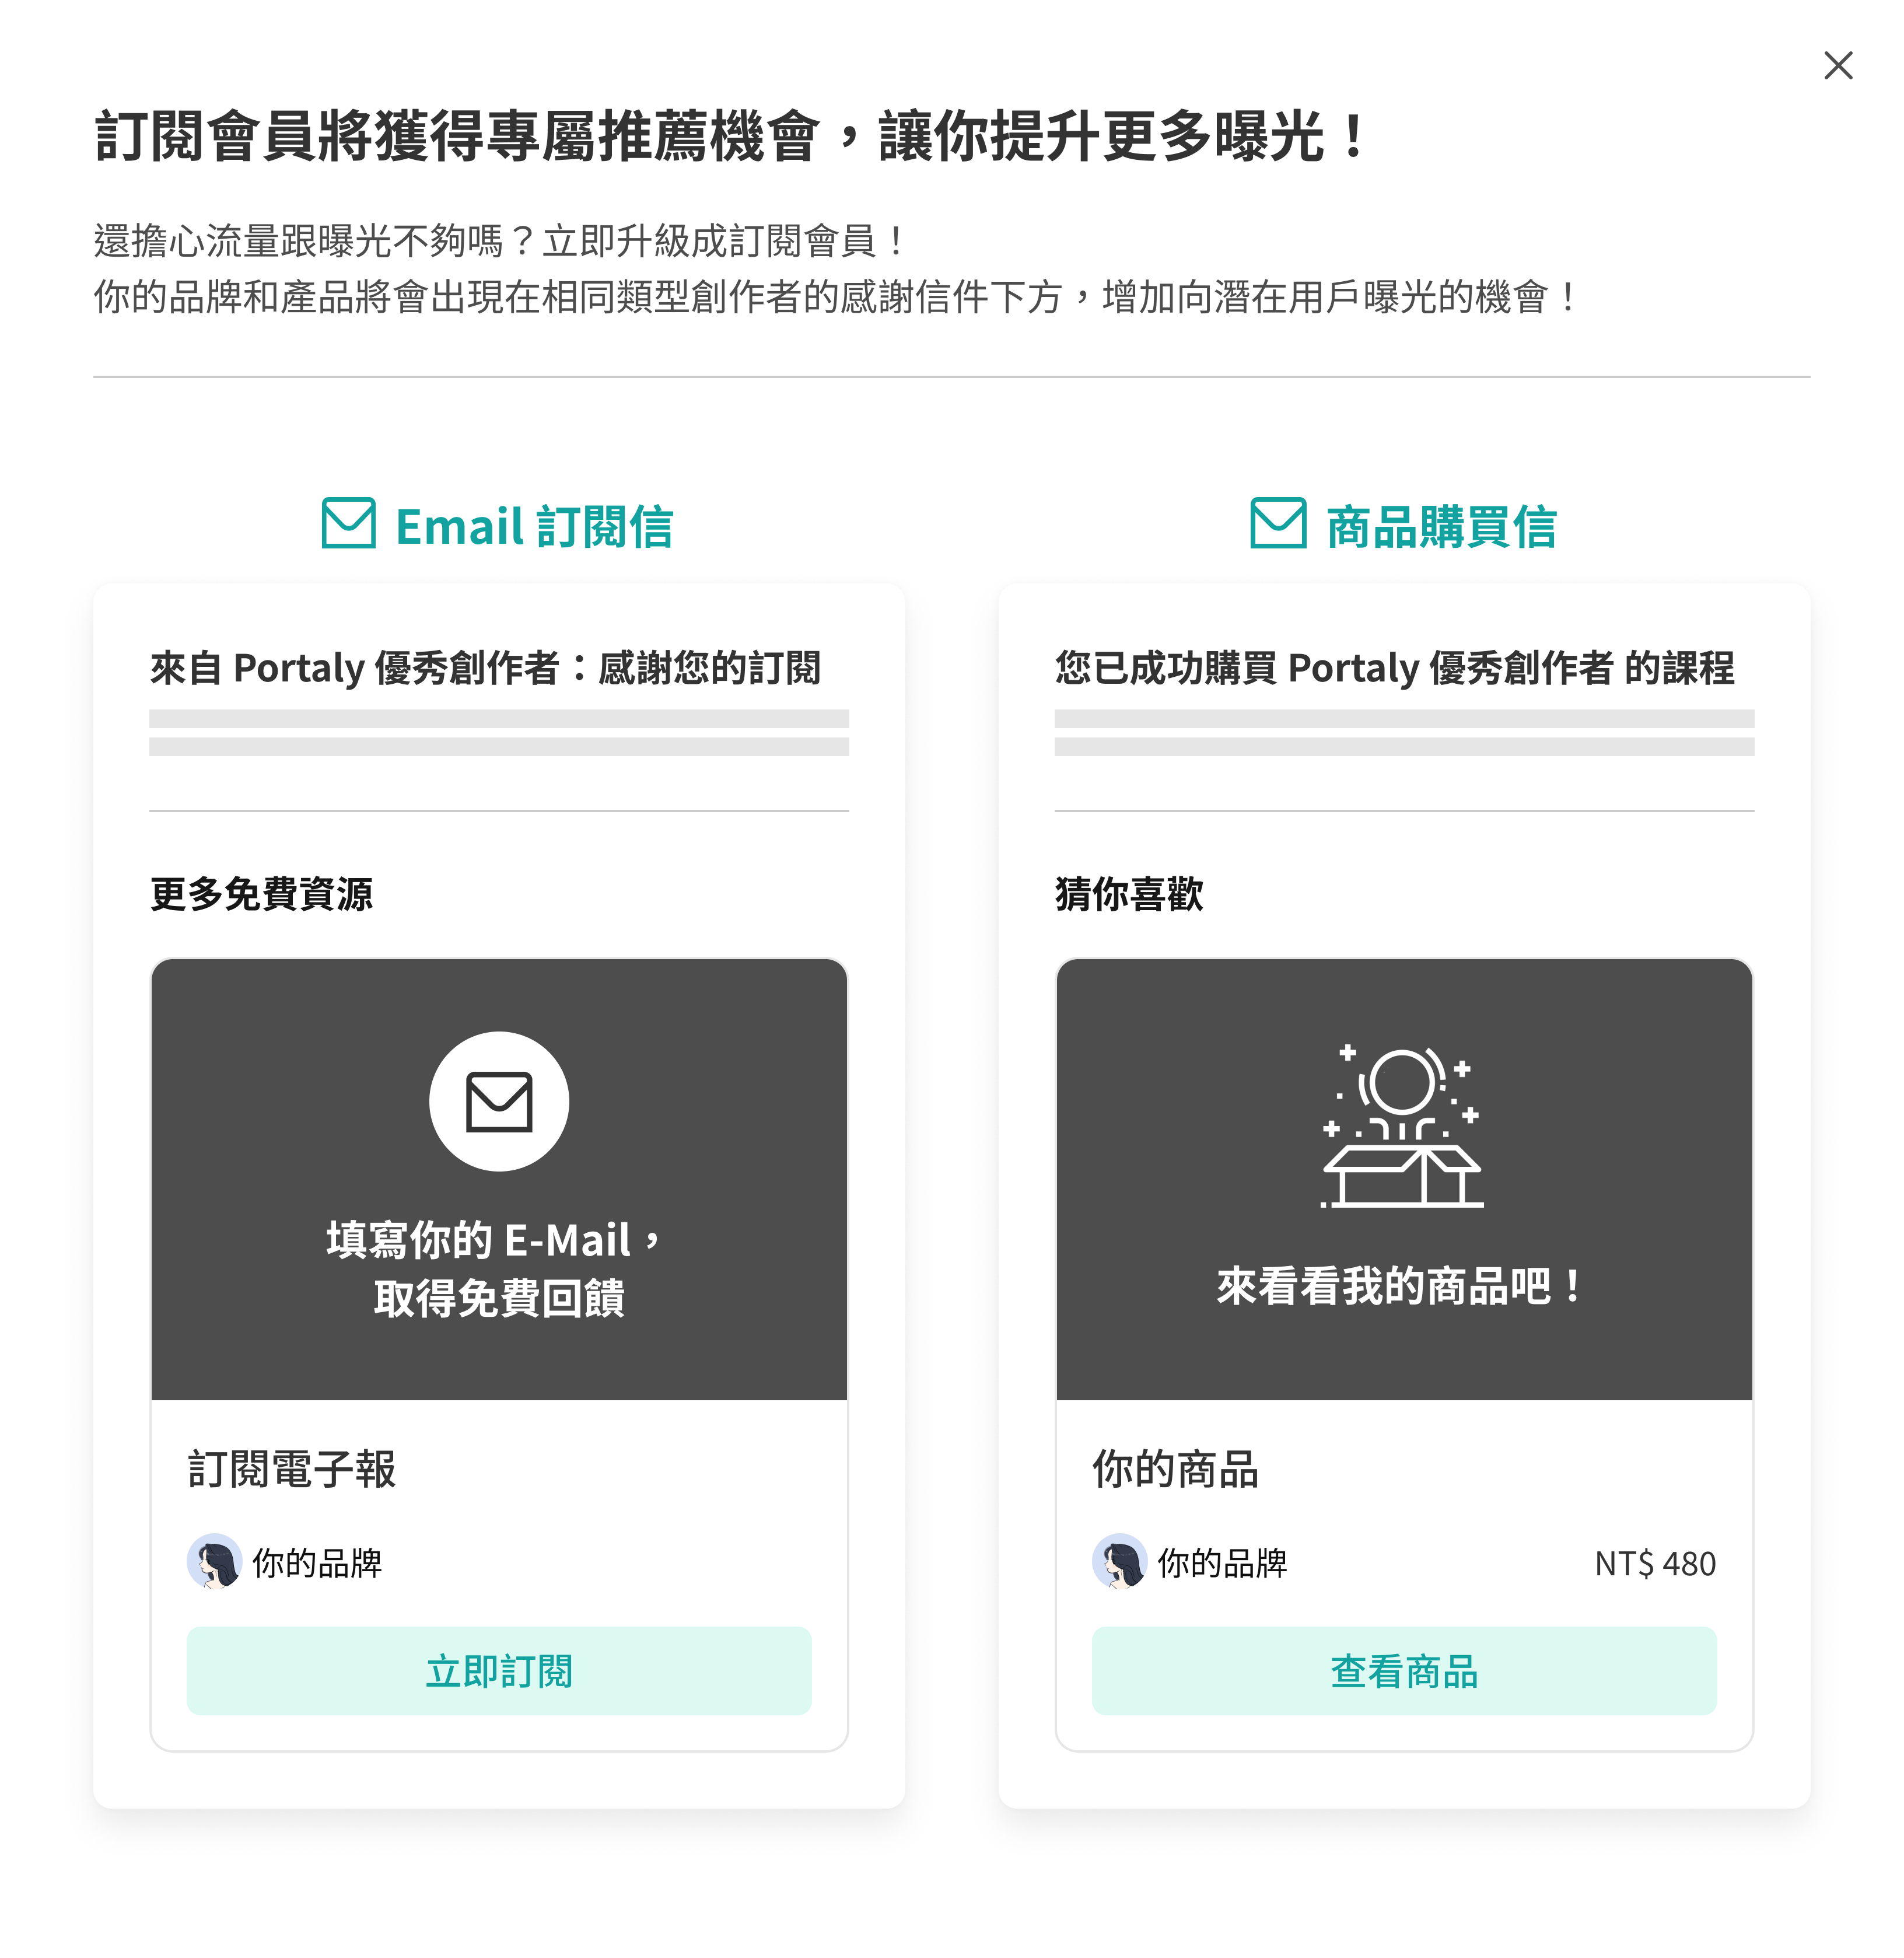 訂閱會員將獲得專屬推薦機會，讓你提升更多曝光！
還擔心流量跟曝光不夠嗎？立即升級成訂閱會員！
你的品牌和產品將會出現在相同類型創作者的感謝信件下方，增加向潛在用戶曝光的機會！
Email 訂閱信
來自 Portaly 優秀創作者：感謝您的訂閱
更多免費資源
填寫你的 E-Mail，
取得免費回饋
訂閱電子報
你的品牌
立即訂閱
商品購買信
您已成功購買 Portaly 優秀創作者 的課程
猜你喜歡
來看看我的商品吧！
你的商品
你的品牌 NT$ 480
查看商品